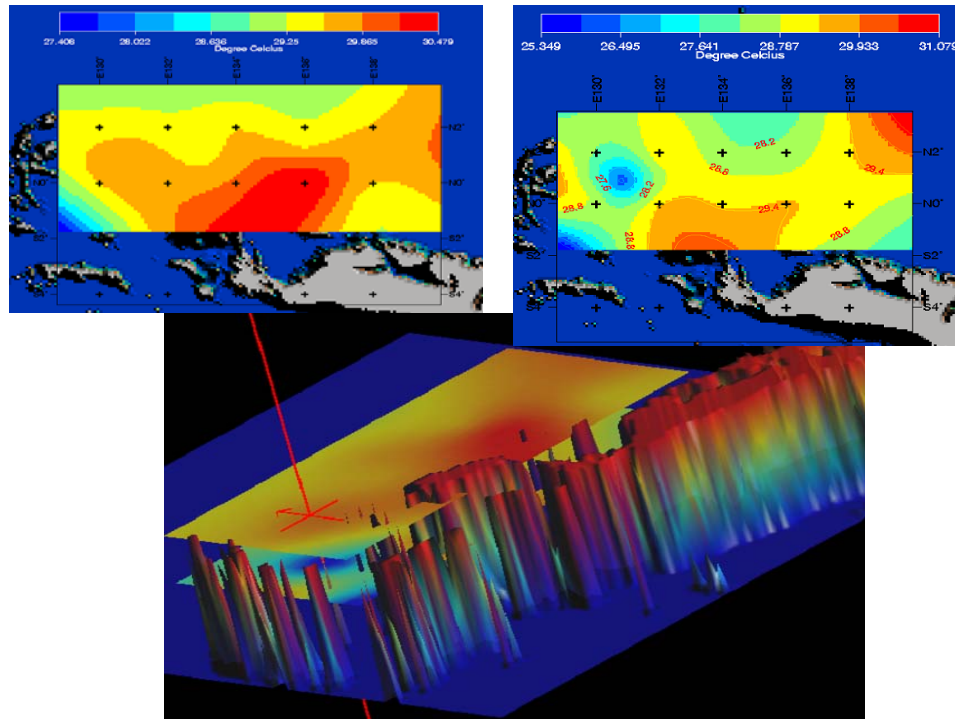 27.406 28.022 28.636 29.25 29.865 30.479
Degree Celcius
E130° E132° E134° E136° E138°
N2°
N0°
S2°
S4°
25.349 26.495 27.641 28.787 29.933 31.079
Degree Celcius
E130° E132° E134° E136° E138°
28.2
N2°
28.8
29.4
27.6
28.2
N0°
28.8
29.4
28.8
28.8
S2°
S4°